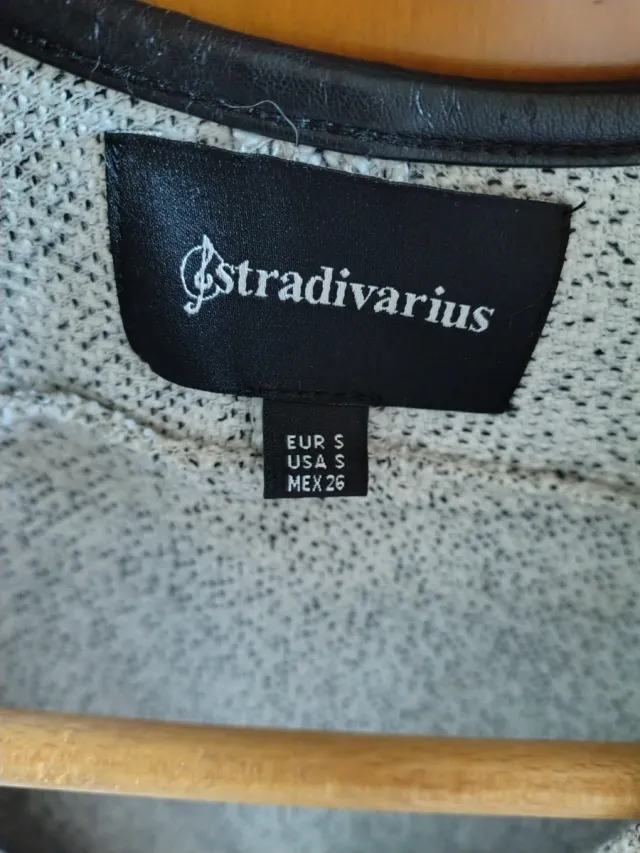 stradivarius
EUR S
USA S
MEX 26